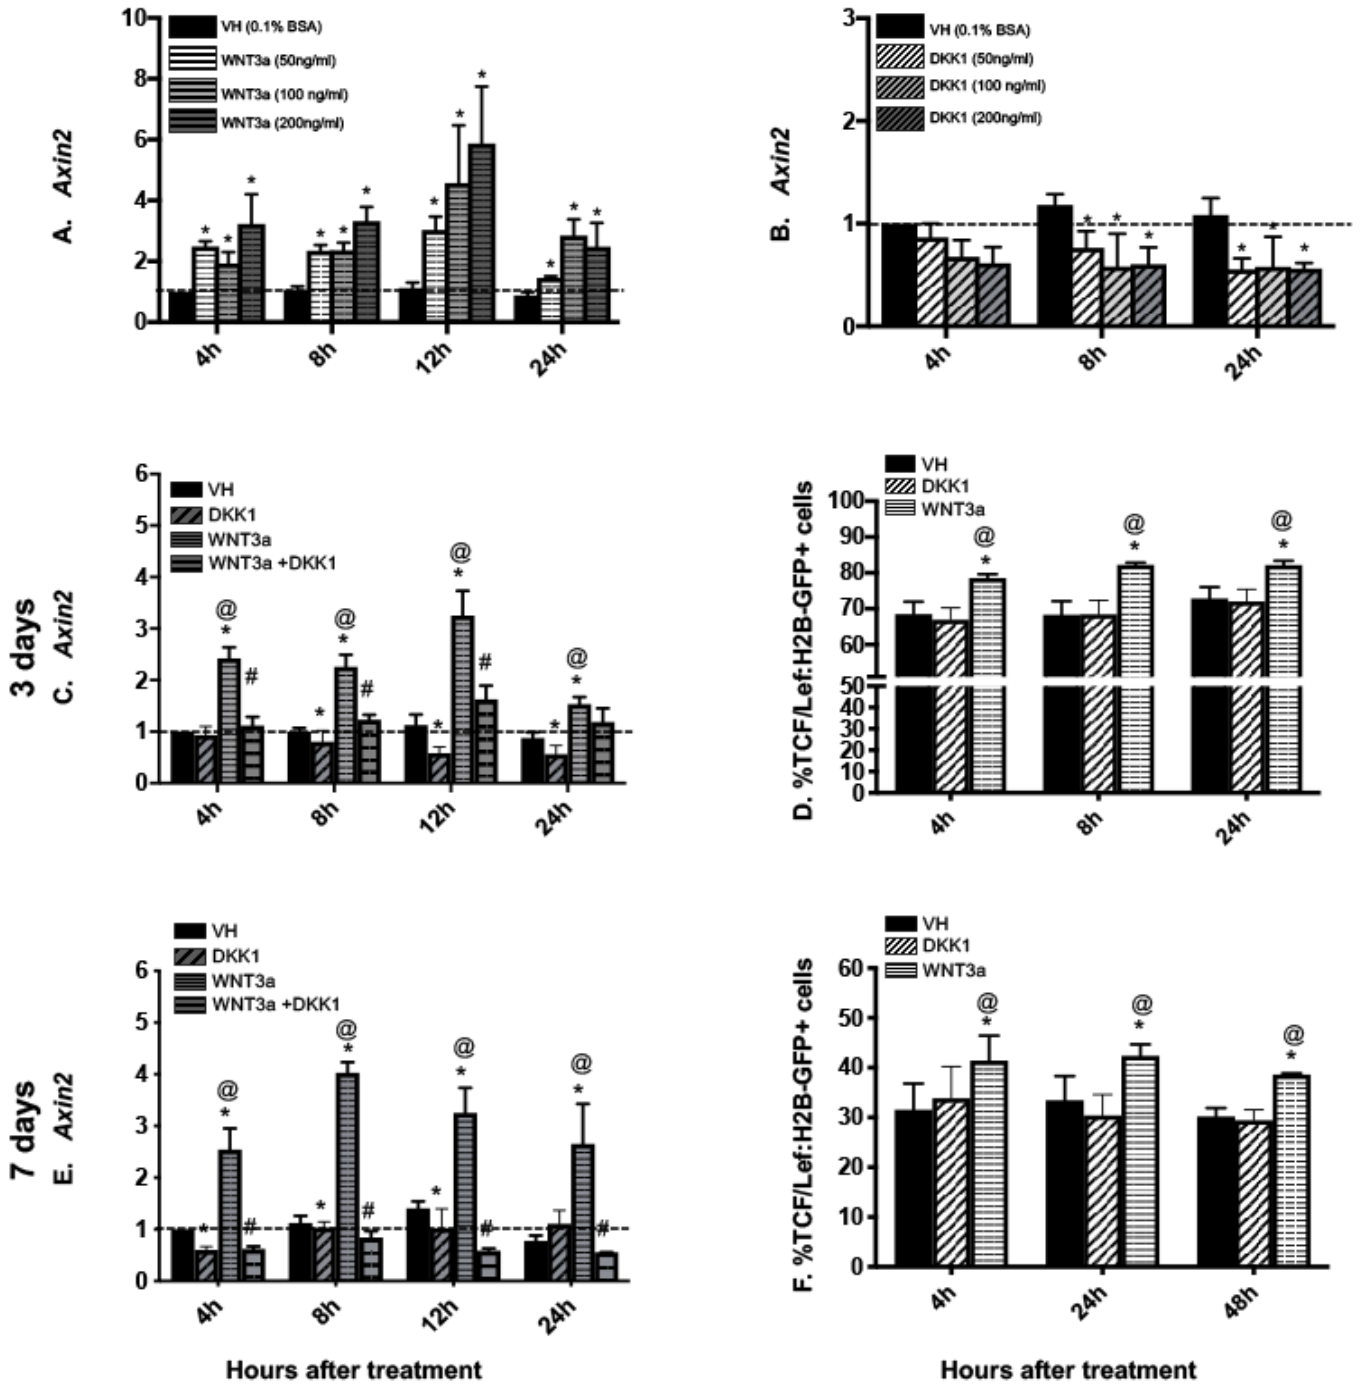 A. Axin2
10
8
6
4
2
0
VH (0.1% BSA)
WNT3a (50ng/ml)
WNT3a (100 ng/ml)
WNT3a (200ng/ml)
* * *
* * *
* * *
* * *
4h 8h 12h 24h
B. Axin2
3
2
1
0
VH (0.1% BSA)
DKK1 (50ng/ml)
DKK1 (100 ng/ml)
DKK1 (200ng/ml)
* * *
* * *
4h 8h 24h
3 days
C. Axin2
6
5
4
3
2
1
0
VH
DKK1
WNT3a
WNT3a +DKK1
@ * #
* @ * #
* @ * #
* @ *
4h 8h 12h 24h
D. %TCF/Lef:H2B-GFP+ cells
100
90
80
70
60
50
40
30
20
10
0
VH
DKK1
WNT3a
@ @ @
* * *
4h 8h 24h
7 days
E. Axin2
6
5
4
3
2
1
0
VH
DKK1
WNT3a
WNT3a +DKK1
* @ * #
* @ * #
* @ * #
@ * #
4h 8h 12h 24h
Hours after treatment
F. %TCF/Lef:H2B-GFP+ cells
60
50
40
30
20
10
0
VH
DKK1
WNT3a
@ @ @
* * *
4h 24h 48h
Hours after treatment